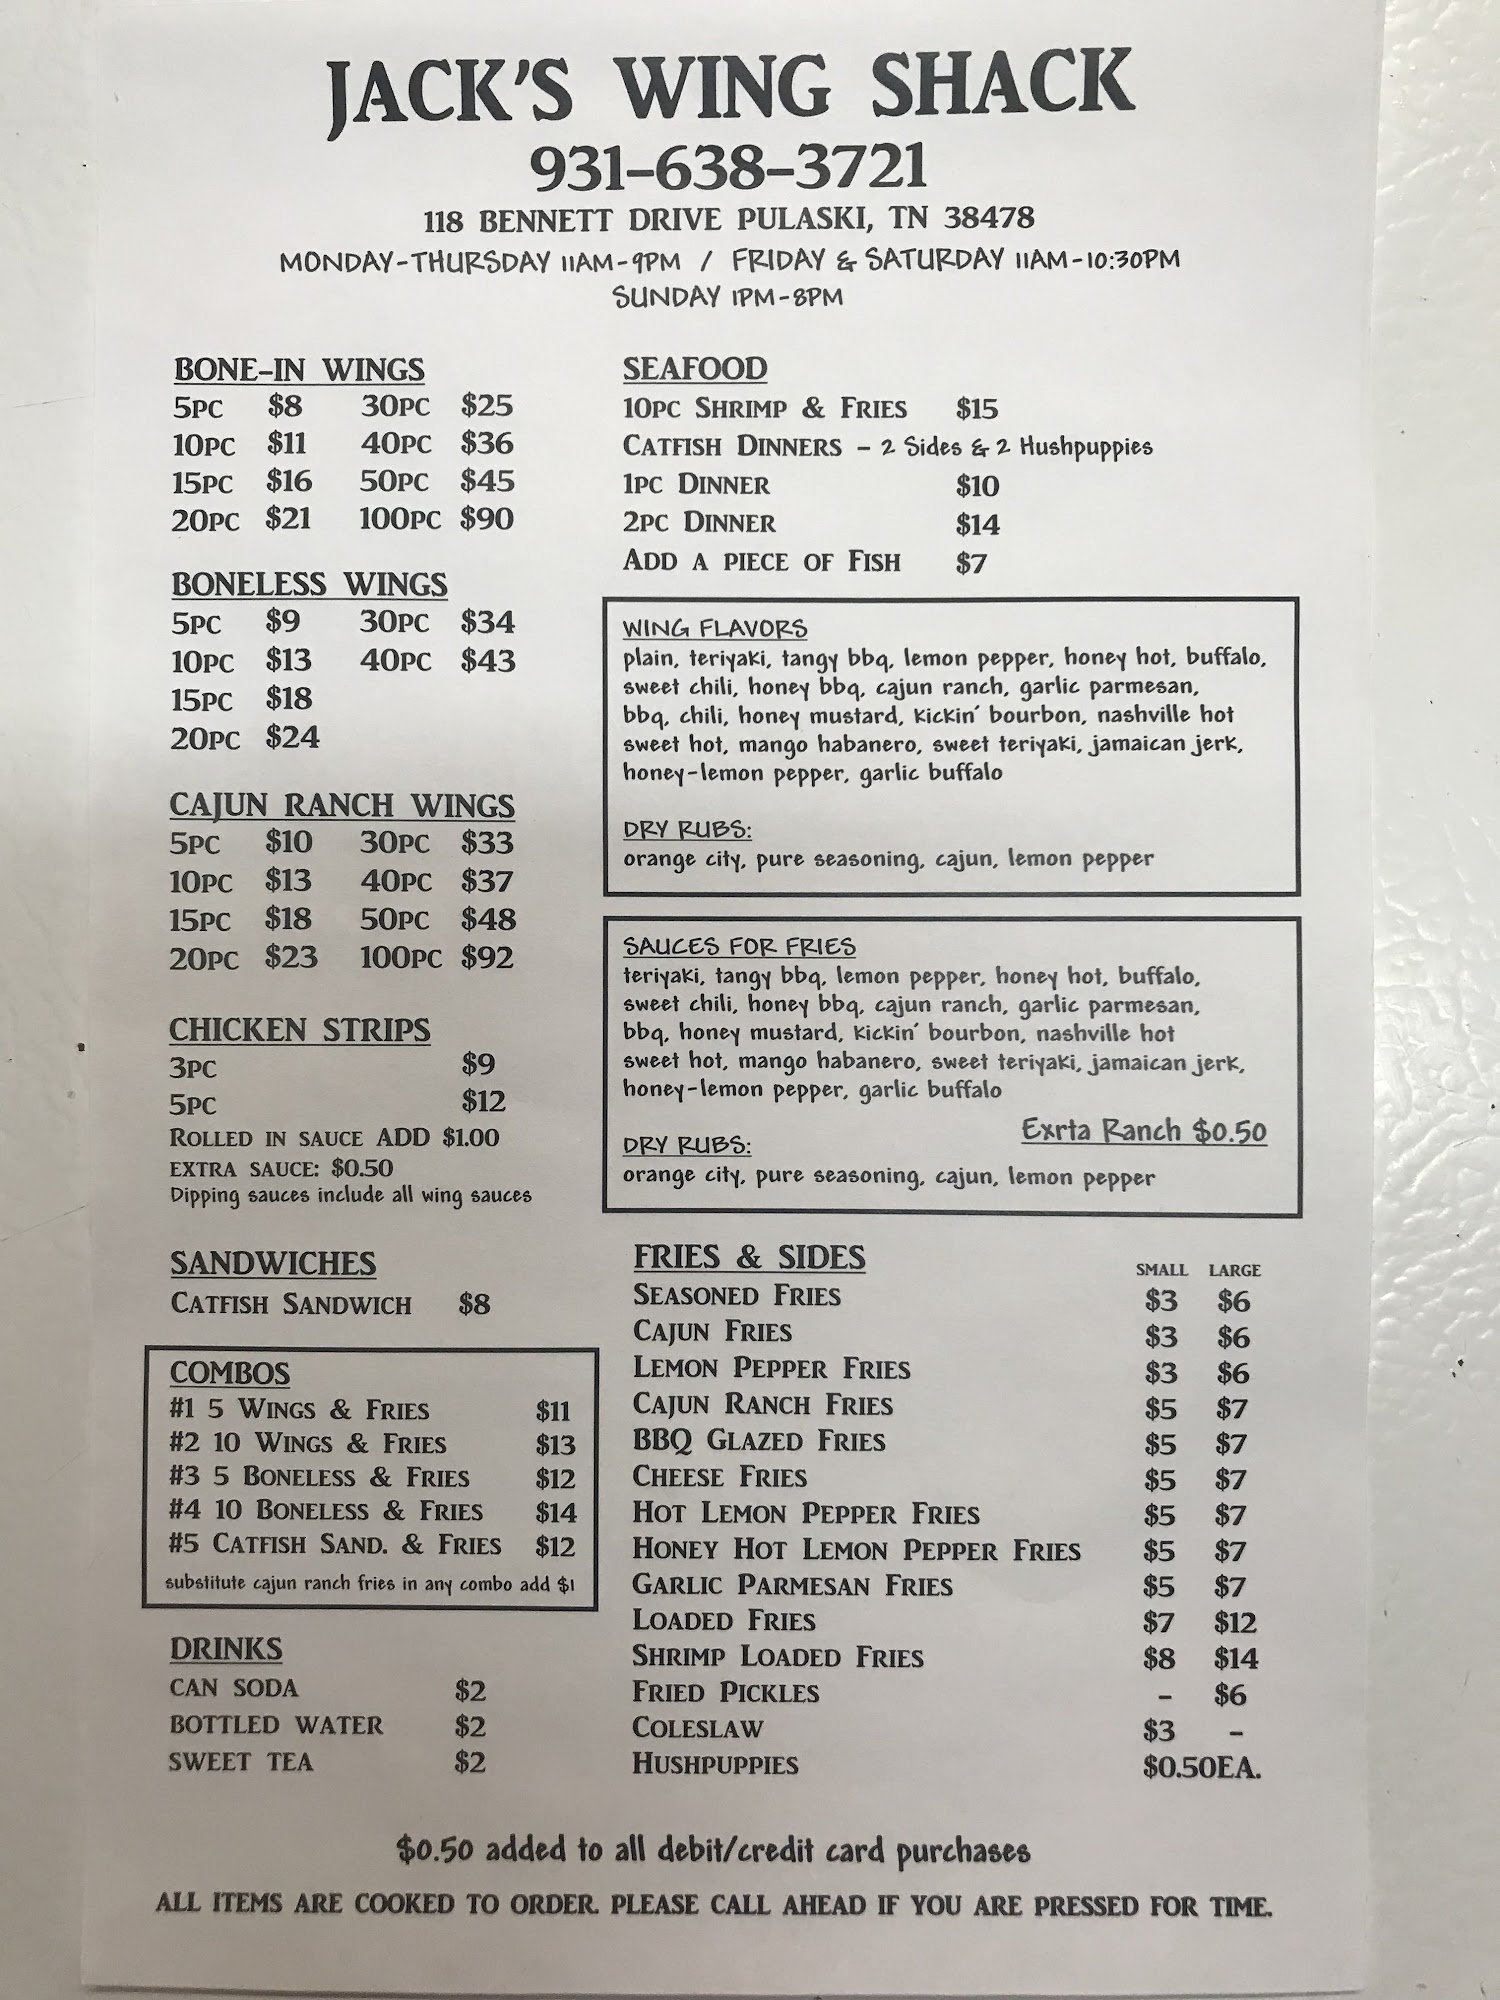 JACK'S WING SHACK
931-638-3721
118 BENNETT DRIVE PULASKI, TN 38478
MONDAY-THURSDAY 11AM-9PM / FRIDAY & SATURDAY 11AM-10:30PM
SUNDAY 1PM-8PM
BONE-IN WINGS
5PC $8 30PC $25
10PC $11 40PC $36
15PC $16 50PC $45
20PC $21 100PC $90
BONELESS WINGS
5PC $9 30PC $34
10PC $13 40PC $43
15PC $18
20PC $24
CAJUN RANCH WINGS
5PC $10 30PC $33
10PC $13 40PC $37
15PC $18 50PC $48
20PC $23 100PC $92
CHICKEN STRIPS
3PC $9
5PC $12
ROLLED IN SAUCE ADD $1.00
EXTRA SAUCE: $0.50
Dipping sauces include all wing sauces
SANDWICHES
CATFISH SANDWICH $8
COMBOS
#1 5 WINGS & FRIES $11
#2 10 WINGS & FRIES $13
#3 5 BONELESS & FRIES $12
#4 10 BONELESS & FRIES $14
#5 CATFISH SAND. & FRIES $12
substitute cajun ranch fries in any combo add $1
DRINKS
CAN SODA $2
BOTTLED WATER $2
SWEET TEA $2
SEAFOOD
10PC SHRIMP & FRIES $15
CATFISH DINNERS - 2 Sides & 2 Hushpuppies
1PC DINNER $10
2PC DINNER $14
ADD A PIECE OF FISH $7
WING FLAVORS
plain, teriyaki, tangy bbq, lemon pepper, honey hot, buffalo,
sweet chili, honey bbq, cajun ranch, garlic parmesan,
bbq, chili, honey mustard, kickin' bourbon, nashville hot
sweet hot, mango habanero, sweet teriyaki, jamaican jerk,
honey-lemon pepper, garlic buffalo
DRY RUBS:
orange city, pure seasoning, cajun, lemon pepper
SAUCES FOR FRIES
teriyaki, tangy bbq, lemon pepper, honey hot, buffalo,
sweet chili, honey bbq, cajun ranch, garlic parmesan,
bbq, honey mustard, kickin' bourbon, nashville hot
sweet hot, mango habanero, sweet teriyaki, jamaican jerk,
honey-lemon pepper, garlic buffalo
Exrta Ranch $0.50
DRY RUBS:
orange city, pure seasoning, cajun, lemon pepper
FRIES & SIDES SMALL LARGE
SEASONED FRIES $3 $6
CAJUN FRIES $3 $6
LEMON PEPPER FRIES $3 $6
CAJUN RANCH FRIES $5 $7
BBQ GLAZED FRIES $5 $7
CHEESE FRIES $5 $7
HOT LEMON PEPPER FRIES $5 $7
HONEY HOT LEMON PEPPER FRIES $5 $7
GARLIC PARMESAN FRIES $5 $7
LOADED FRIES $7 $12
SHRIMP LOADED FRIES $8 $14
FRIED PICKLES - $6
COLESLAW $3 -
HUSHPUPPIES $0.50EA.
$0.50 added to all debit/credit card purchases
ALL ITEMS ARE COOKED TO ORDER. PLEASE CALL AHEAD IF YOU ARE PRESSED FOR TIME.